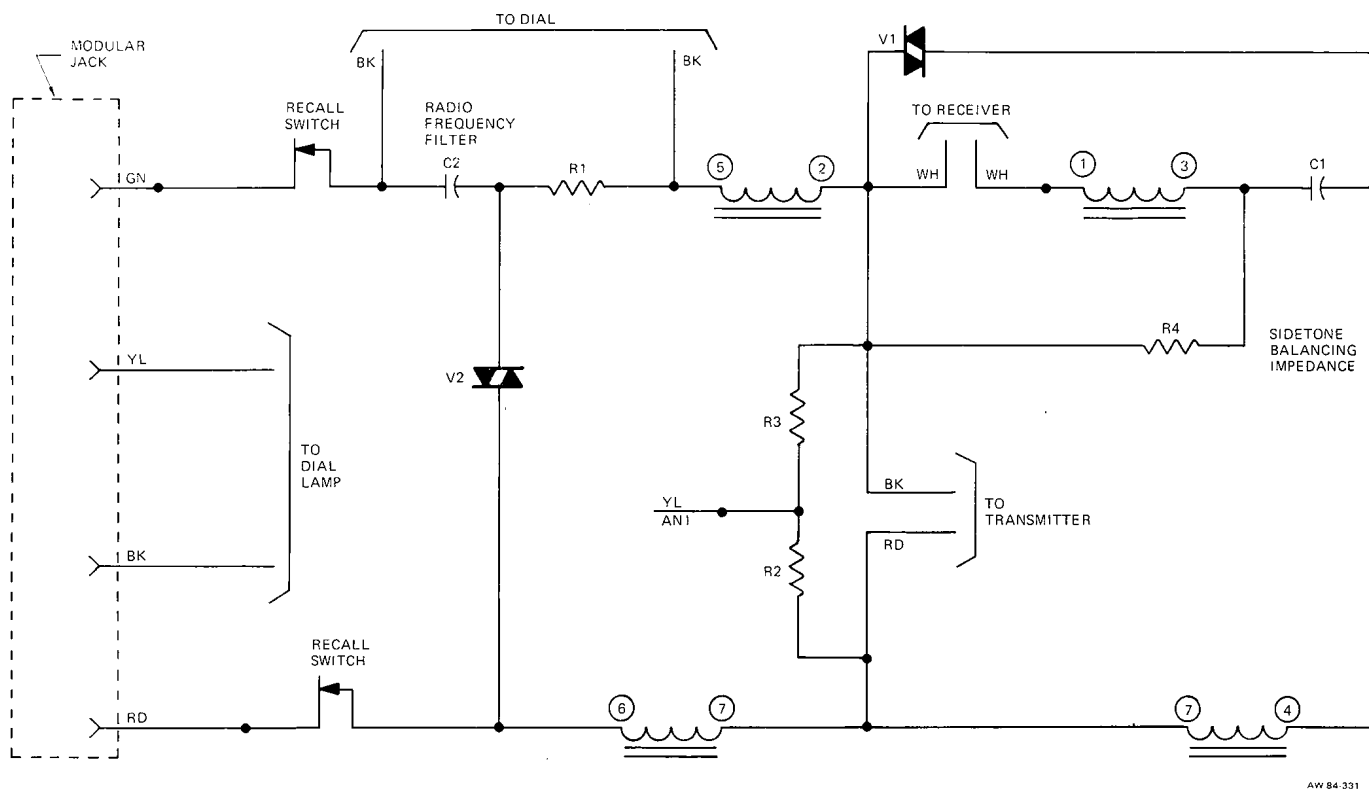 TO DIAL
MODULAR
JACK
BK
BK
V1
RECALL
SWITCH
RADIO
FREQUENCY
FILTER
C2
R1
5
2
TO RECEIVER
WH
WH
1
3
C1
GN
YL
V2
R4
SIDETONE
BALANCING
IMPEDANCE
R3
TO
DIAL
LAMP
YL
ANI
BK
RD
TO
TRANSMITTER
BK
R2
RECALL
SWITCH
RD
6
7
7
4
AW 84-331